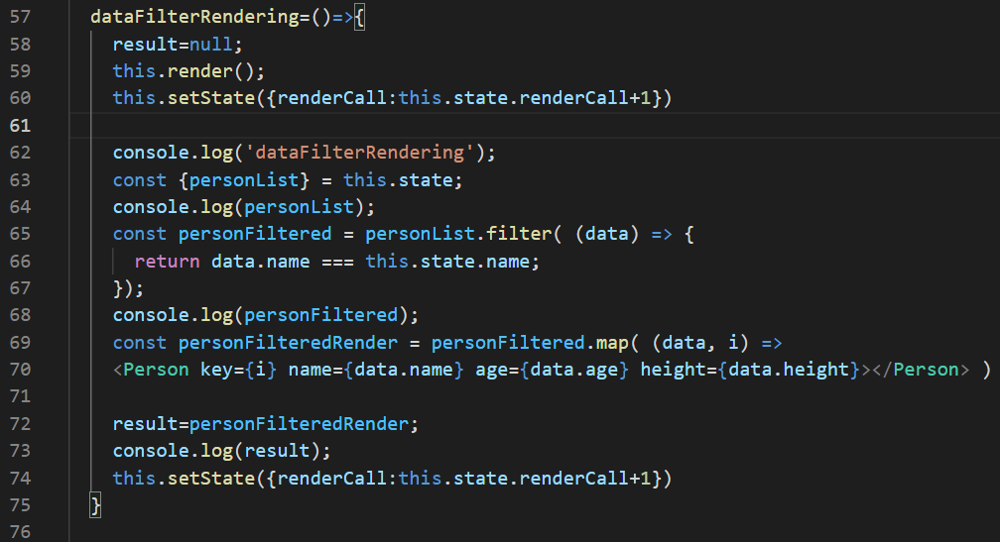 57 dataFilterRendering=()=>{
58 result=null;
59 this.render();
60 this.setState({renderCall:this.state.renderCall+1})
61
62 console.log('dataFilterRendering');
63 const {personList} = this.state;
64 console.log(personList);
65 const personFiltered = personList.filter( (data) => {
66 return data.name === this.state.name;
67 });
68 console.log(personFiltered);
69 const personFilteredRender = personFiltered.map( (data, i) =>
70 <Person key={i} name={data.name} age={data.age} height={data.height}></Person> )
71
72 result=personFilteredRender;
73 console.log(result);
74 this.setState({renderCall:this.state.renderCall+1})
75 }
76